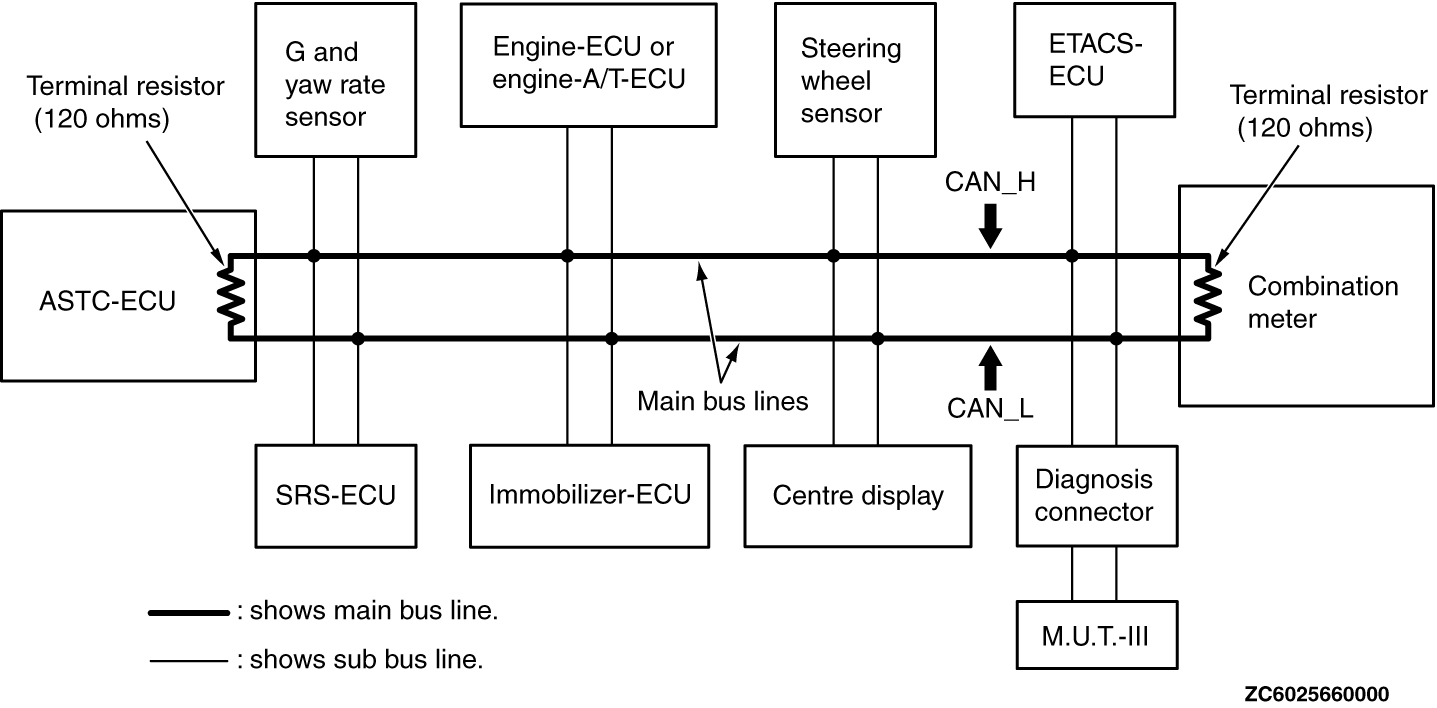 G and
yaw rate
sensor
Engine-ECU or
engine-A/T-ECU
Steering
wheel
sensor
ETACS-
ECU
Terminal resistor
(120 ohms)
Terminal resistor
(120 ohms)
CAN_H
ASTC-ECU
Combination
meter
Main bus lines
CAN_L
SRS-ECU
Immobilizer-ECU
Centre display
Diagnosis
connector
M.U.T.-III
: shows main bus line.
: shows sub bus line.
ZC6025660000